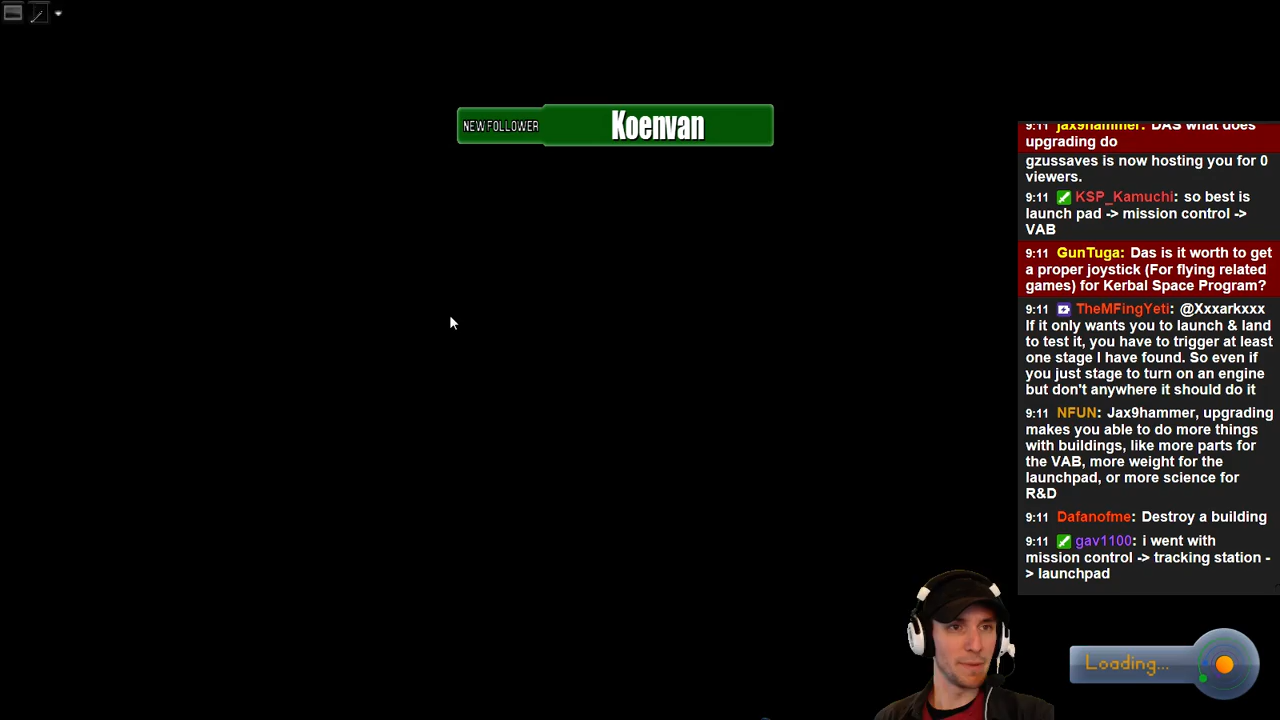 NEW FOLLOWER
Koenvan
9:11 jax9hammer: DAS what does
upgrading do
gzussaves is now hosting you for 0
viewers.
9:11 KSP_Kamuchi: so best is
launch pad -> mission control ->
VAB
9:11 GunTuga: Das is it worth to get
a proper joystick (For flying related
games) for Kerbal Space Program?
9:11 TheMFingYeti: @Xxxarkxxx
If it only wants you to launch & land
to test it, you have to trigger at least
one stage I have found. So even if
you just stage to turn on an engine
but don't anywhere it should do it
9:11 NFUN: Jax9hammer, upgrading
makes you able to do more things
with buildings, like more parts for
the VAB, more weight for the
launchpad, or more science for
R&D
9:11 Dafanofme: Destroy a building
9:11 gav1100: i went with
mission control -> tracking station -
> launchpad
Loading...